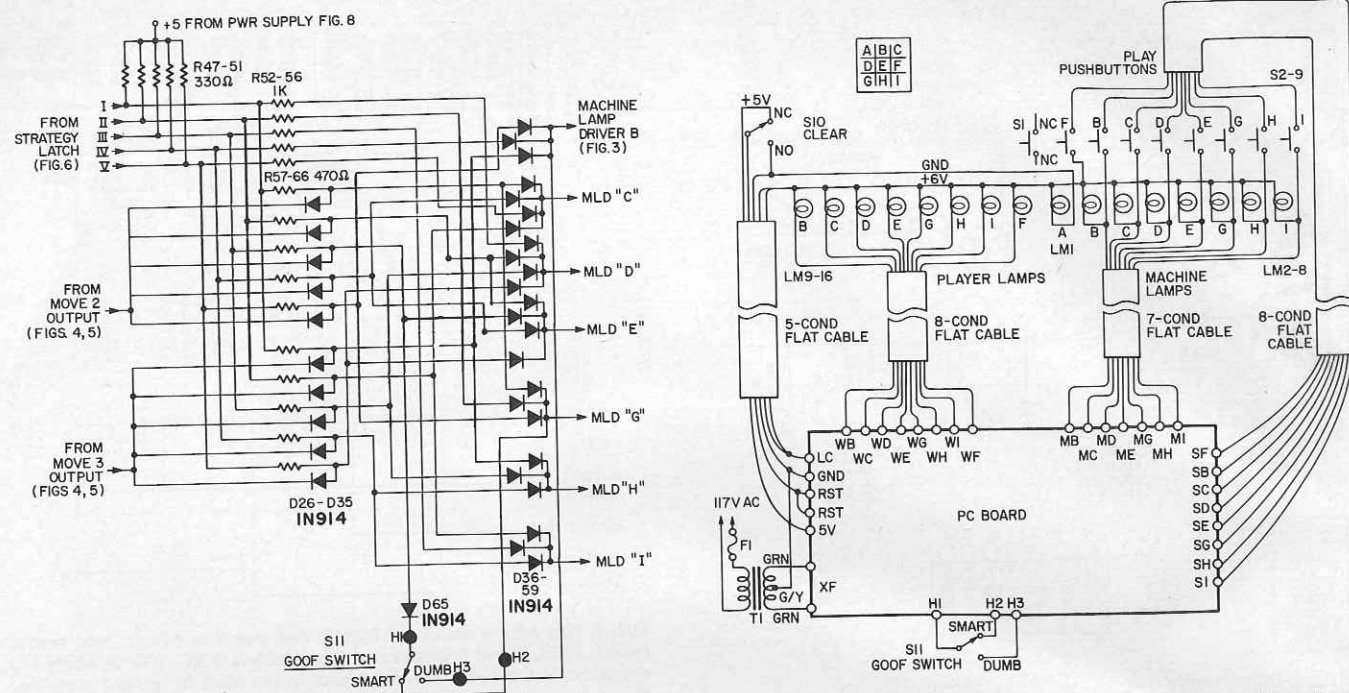 +5 FROM PWR SUPPLY FIG. 8
R47-51
330Ω
R52-56
1K
I
FROM II
STRATEGY III
LATCH IV
(FIG.6) V
R57-66 470Ω
FROM
MOVE 2
OUTPUT
(FIGS. 4, 5)
FROM
MOVE 3
OUTPUT
(FIGS 4, 5)
D26-D35
IN914
MACHINE
LAMP
DRIVER B
(FIG.3)
MLD "C"
MLD "D"
MLD "E"
MLD "G"
MLD "H"
MLD "I"
D36-
59
IN914
D65
IN914
H1
S11
GOOF SWITCH
SMART
DUMB H3
H2
A B C
D E F
G H I
PLAY
PUSHBUTTONS
S2-9
+5V
NC
S10
CLEAR
NO
S1 NC F B C D E G H I
NC
GND
+6V
B C D E G H I F
A B C D E G H I
LM1
LM9-16
PLAYER LAMPS
MACHINE
LAMPS
LM2-8
5-COND
FLAT CABLE
8-COND
FLAT CABLE
7-COND
FLAT CABLE
8-COND
FLAT
CABLE
WB WD WG WI
WC WE WH WF
MB MD MG MI
MC ME MH
LC
GND
RST
RST
5V
PC BOARD
SF
SB
SC
SD
SE
SG
SH
SI
117V AC
F1
GRN
G/Y
XF
T1
GRN
H1 H2 H3
SMART
S11
GOOF SWITCH
DUMB